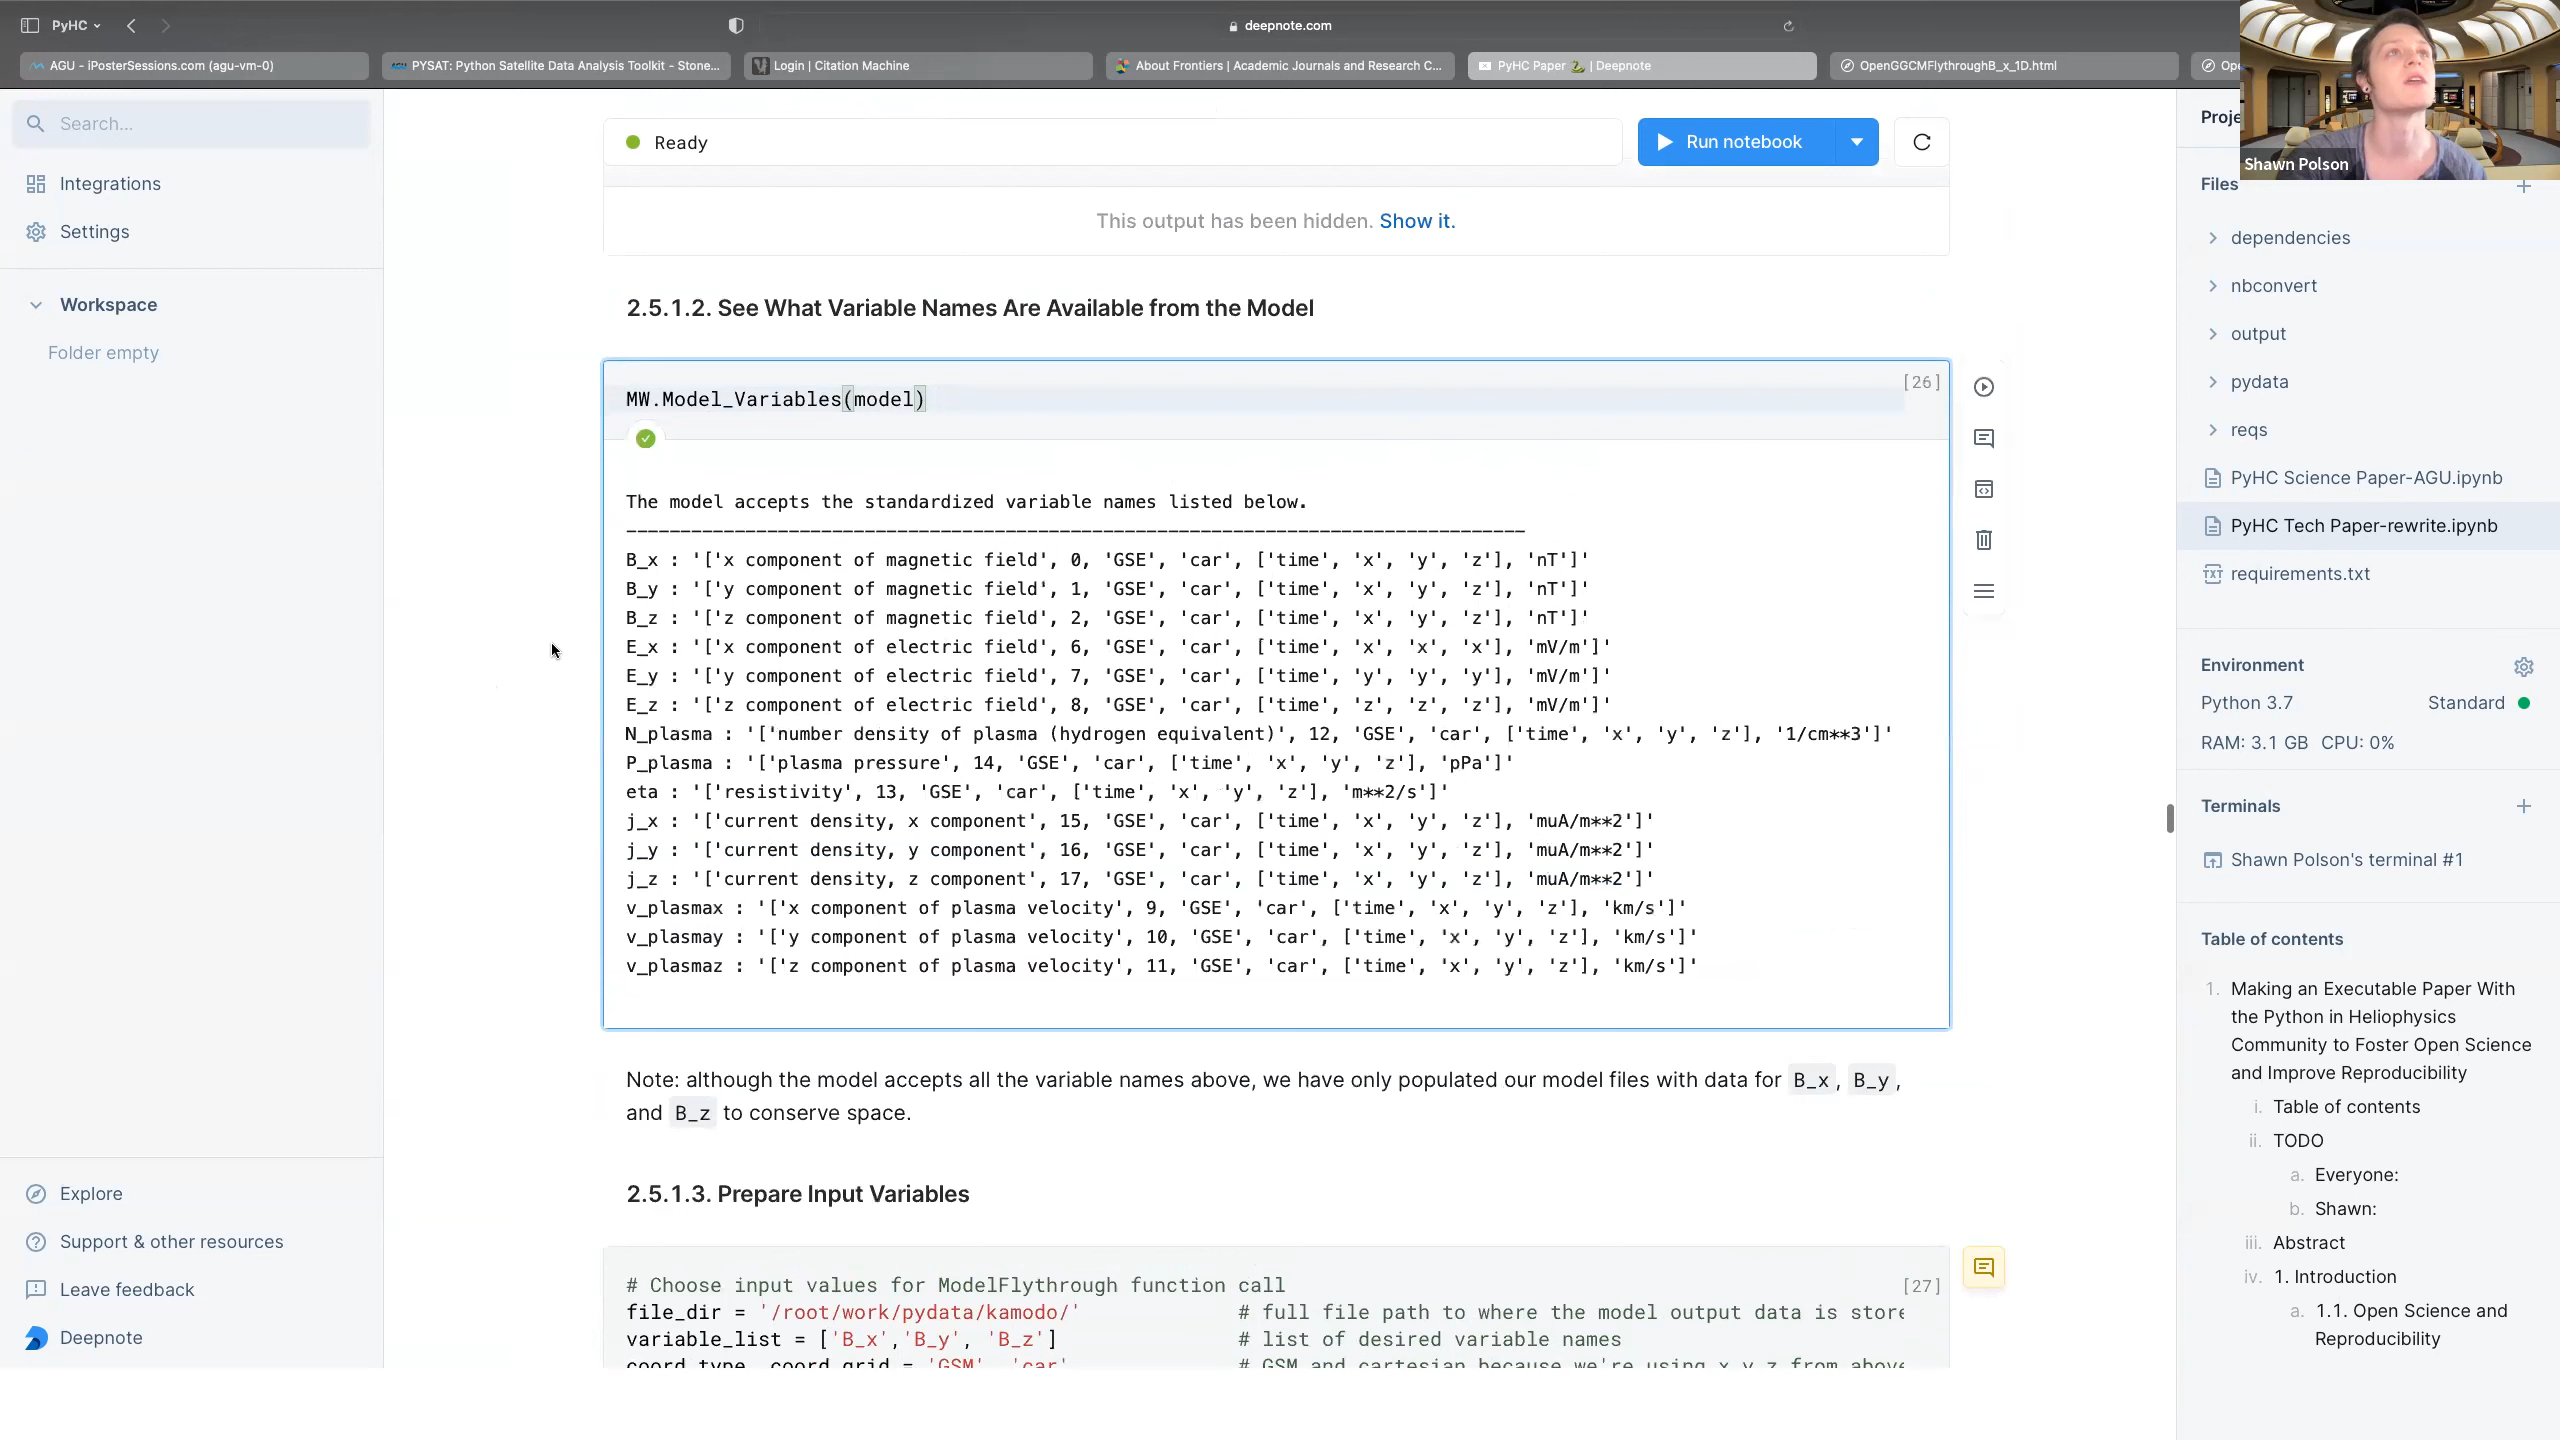 PyHC
deepnote.com
AGU - iPosterSessions.com (agu-vm-0)
PYSAT: Python Satellite Data Analysis Toolkit - Stone...
Login | Citation Machine
About Frontiers | Academic Journals and Research C...
PyHC Paper 🐍 | Deepnote
OpenGGCMFlythroughB_x_1D.html
Shawn Polson
Search...
Integrations
Settings
Workspace
Folder empty
Explore
Support & other resources
Leave feedback
Deepnote
Ready
Run notebook
This output has been hidden. Show it.
2.5.1.2. See What Variable Names Are Available from the Model
MW.Model_Variables(model)
[26]
The model accepts the standardized variable names listed below.
-----------------------------------------------------------------------------------
B_x : '['x component of magnetic field', 0, 'GSE', 'car', ['time', 'x', 'y', 'z'], 'nT']'
B_y : '['y component of magnetic field', 1, 'GSE', 'car', ['time', 'x', 'y', 'z'], 'nT']'
B_z : '['z component of magnetic field', 2, 'GSE', 'car', ['time', 'x', 'y', 'z'], 'nT']'
E_x : '['x component of electric field', 6, 'GSE', 'car', ['time', 'x', 'x', 'x'], 'mV/m']'
E_y : '['y component of electric field', 7, 'GSE', 'car', ['time', 'y', 'y', 'y'], 'mV/m']'
E_z : '['z component of electric field', 8, 'GSE', 'car', ['time', 'z', 'z', 'z'], 'mV/m']'
N_plasma : '['number density of plasma (hydrogen equivalent)', 12, 'GSE', 'car', ['time', 'x', 'y', 'z'], '1/cm**3']'
P_plasma : '['plasma pressure', 14, 'GSE', 'car', ['time', 'x', 'y', 'z'], 'pPa']'
eta : '['resistivity', 13, 'GSE', 'car', ['time', 'x', 'y', 'z'], 'm**2/s']'
j_x : '['current density, x component', 15, 'GSE', 'car', ['time', 'x', 'y', 'z'], 'muA/m**2']'
j_y : '['current density, y component', 16, 'GSE', 'car', ['time', 'x', 'y', 'z'], 'muA/m**2']'
j_z : '['current density, z component', 17, 'GSE', 'car', ['time', 'x', 'y', 'z'], 'muA/m**2']'
v_plasmax : '['x component of plasma velocity', 9, 'GSE', 'car', ['time', 'x', 'y', 'z'], 'km/s']'
v_plasmay : '['y component of plasma velocity', 10, 'GSE', 'car', ['time', 'x', 'y', 'z'], 'km/s']'
v_plasmaz : '['z component of plasma velocity', 11, 'GSE', 'car', ['time', 'x', 'y', 'z'], 'km/s']'
Note: although the model accepts all the variable names above, we have only populated our model files with data for B_x, B_y,
and B_z to conserve space.
2.5.1.3. Prepare Input Variables
# Choose input values for ModelFlythrough function call
[27]
file_dir = '/root/work/pydata/kamodo/' # full file path to where the model output data is store
variable_list = ['B_x','B_y', 'B_z'] # list of desired variable names
coord_type, coord_grid = 'GSM', 'car' # GSM and cartesian because we're using x,y,z from above
Files
dependencies
nbconvert
output
pydata
reqs
PyHC Science Paper-AGU.ipynb
PyHC Tech Paper-rewrite.ipynb
requirements.txt
Environment
Python 3.7 Standard
RAM: 3.1 GB CPU: 0%
Terminals
Shawn Polson's terminal #1
Table of contents
1. Making an Executable Paper With
the Python in Heliophysics
Community to Foster Open Science
and Improve Reproducibility
i. Table of contents
ii. TODO
a. Everyone:
b. Shawn:
iii. Abstract
iv. 1. Introduction
a. 1.1. Open Science and
Reproducibility